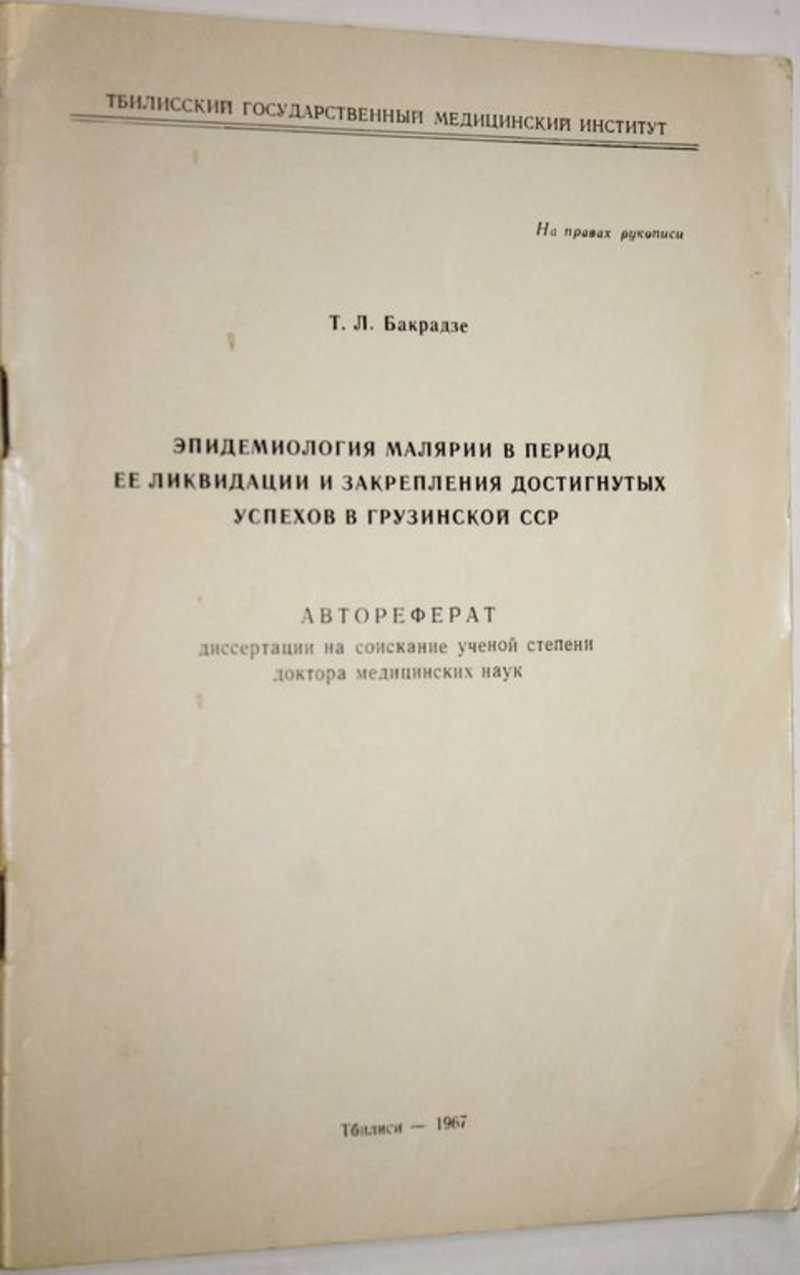 ТБИЛИССКИЙ ГОСУДАРСТВЕННЫЙ МЕДИЦИНСКИЙ ИНСТИТУТ
На правах рукописи
Т. Л. Бакрадзе
ЭПИДЕМИОЛОГИЯ МАЛЯРИИ В ПЕРИОД
ЕЕ ЛИКВИДАЦИИ И ЗАКРЕПЛЕНИЯ ДОСТИГНУТЫХ
УСПЕХОВ В ГРУЗИНСКОЙ ССР
АВТОРЕФЕРАТ
диссертации на соискание ученой степени
доктора медицинских наук
Тбилиси — 1967